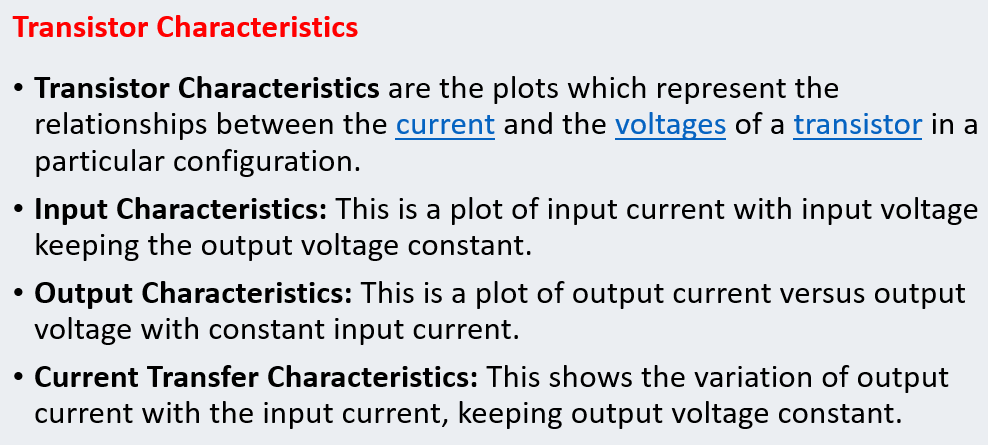 Transistor Characteristics
• Transistor Characteristics are the plots which represent the
relationships between the current and the voltages of a transistor in a
particular configuration.
• Input Characteristics: This is a plot of input current with input voltage
keeping the output voltage constant.
• Output Characteristics: This is a plot of output current versus output
voltage with constant input current.
• Current Transfer Characteristics: This shows the variation of output
current with the input current, keeping output voltage constant.